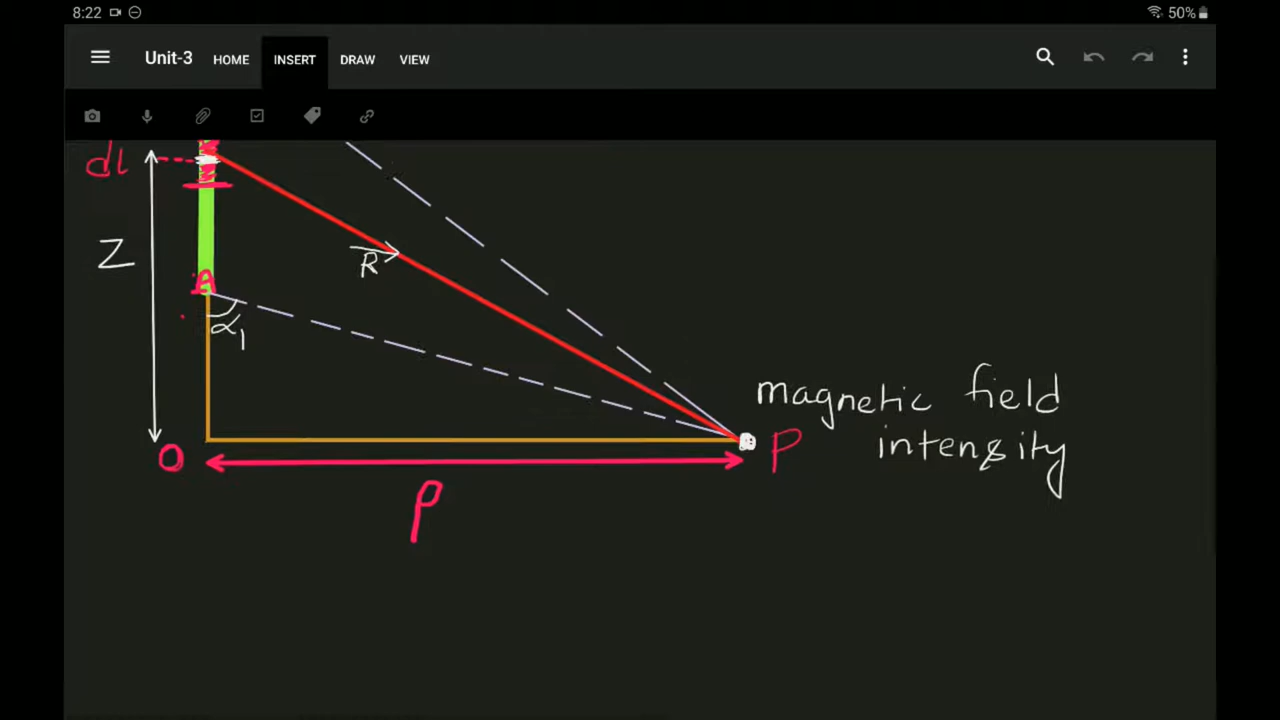 8:22 50%
Unit-3 HOME INSERT DRAW VIEW
dl
Z
R
A
α1
magnetic field
intensity
O P
ρ